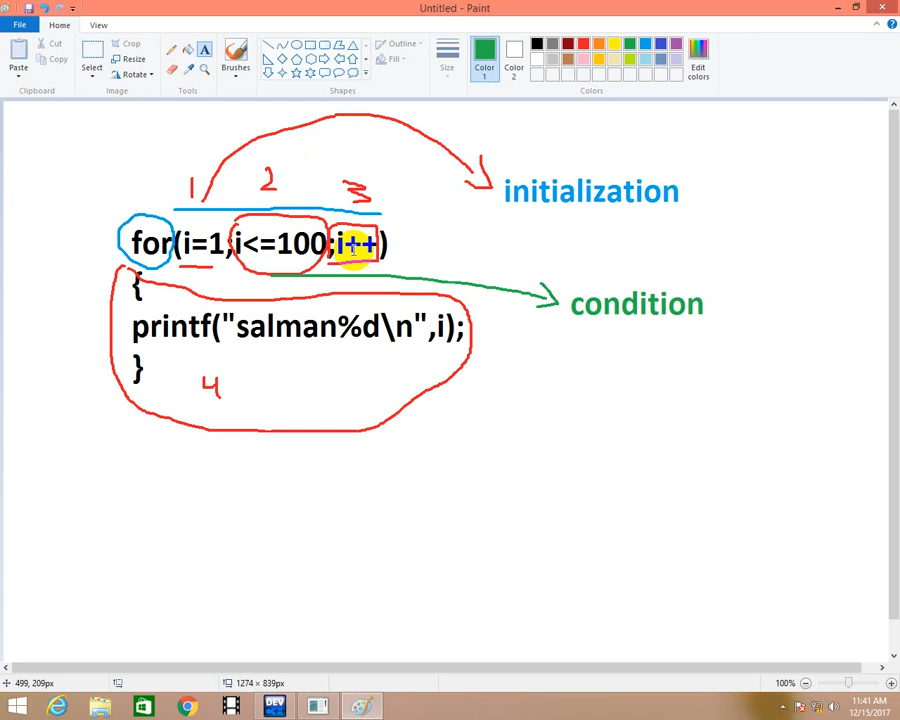 Untitled - Paint
File Home View
Paste
Cut
Copy
Clipboard
Select
Crop
Resize
Rotate
Image
A
Tools
Brushes
Outline
Fill
Shapes
Size
Color 1
Color 2
Edit colors
Colors
1 2 3
initialization
for(i=1;i<=100;i++)
{
condition
printf("salman%d\n",i);
}
4
499, 209px
1274 × 839px
100%
DEV
11:41 AM
12/15/2017